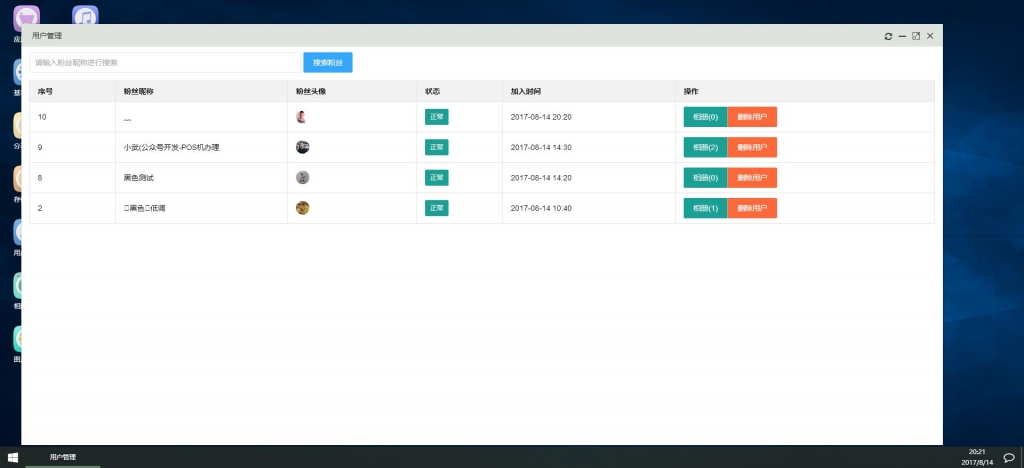 用户管理
请输入粉丝昵称进行搜索
搜索粉丝
序号 粉丝昵称 粉丝头像 状态 加入时间 操作
10 正常 2017-08-14 20:20 相册(0) 删除用户
9 小武(公众号开发-POS机办理 正常 2017-08-14 14:30 相册(2) 删除用户
8 黑色测试 正常 2017-08-14 14:20 相册(0) 删除用户
2 黑色低调 正常 2017-08-14 10:40 相册(1) 删除用户
用户管理
20:21
2017/8/14